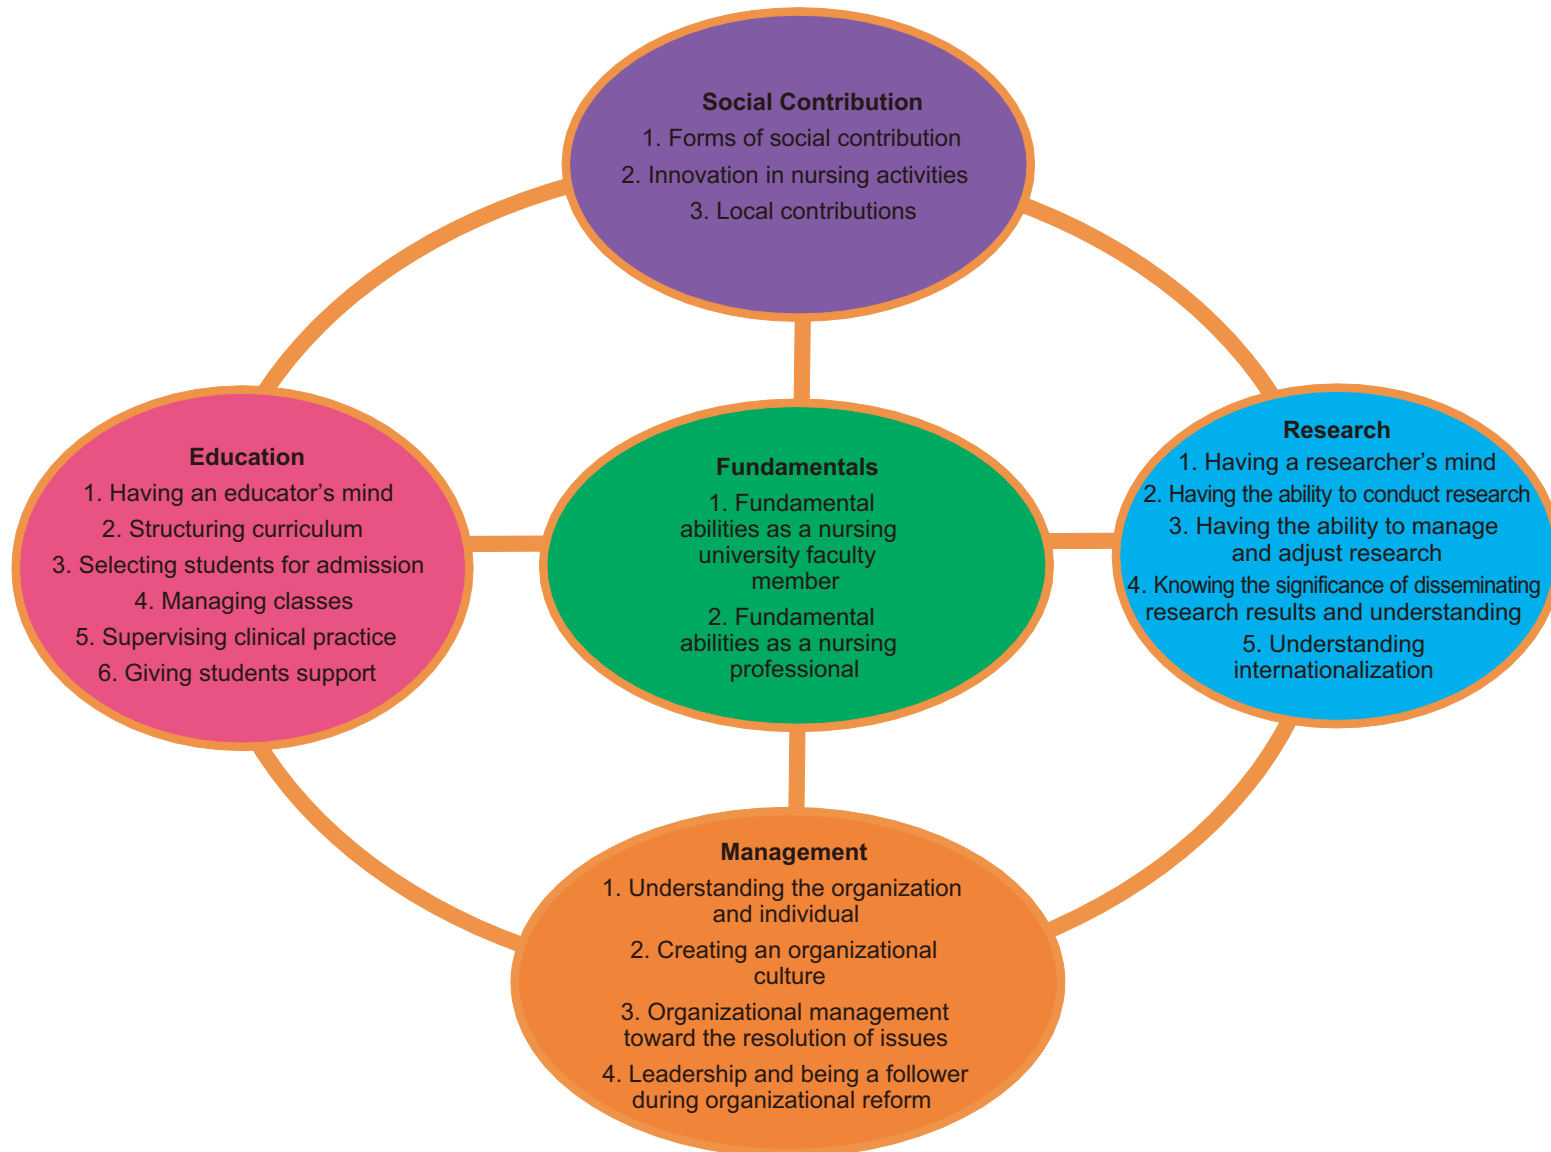 Social Contribution
1. Forms of social contribution
2. Innovation in nursing activities
3. Local contributions
Education
1. Having an educator’s mind
2. Structuring curriculum
3. Selecting students for admission
4. Managing classes
5. Supervising clinical practice
6. Giving students support
Fundamentals
1. Fundamental
abilities as a nursing
university faculty
member
2. Fundamental
abilities as a nursing
professional
Research
1. Having a researcher’s mind
2. Having the ability to conduct research
3. Having the ability to manage
and adjust research
4. Knowing the significance of disseminating
research results and understanding
5. Understanding
internationalization
Management
1. Understanding the organization
and individual
2. Creating an organizational
culture
3. Organizational management
toward the resolution of issues
4. Leadership and being a follower
during organizational reform